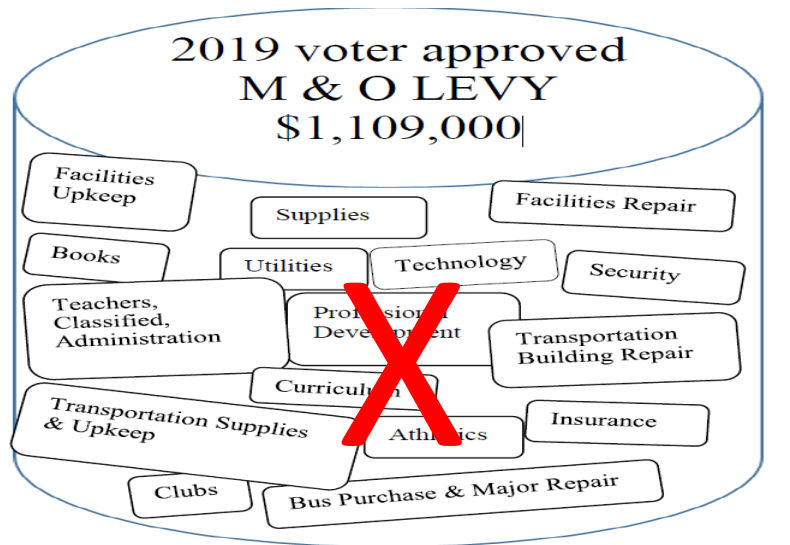 2019 voter approved
M & O LEVY
$1,109,000
Facilities
Upkeep
Supplies
Facilities Repair
Books
Utilities
Technology
Security
Teachers,
Classified,
Administration
Professional
Development
Transportation
Building Repair
Curriculum
Transportation Supplies
& Upkeep
Athletics
Insurance
Clubs
Bus Purchase & Major Repair
X